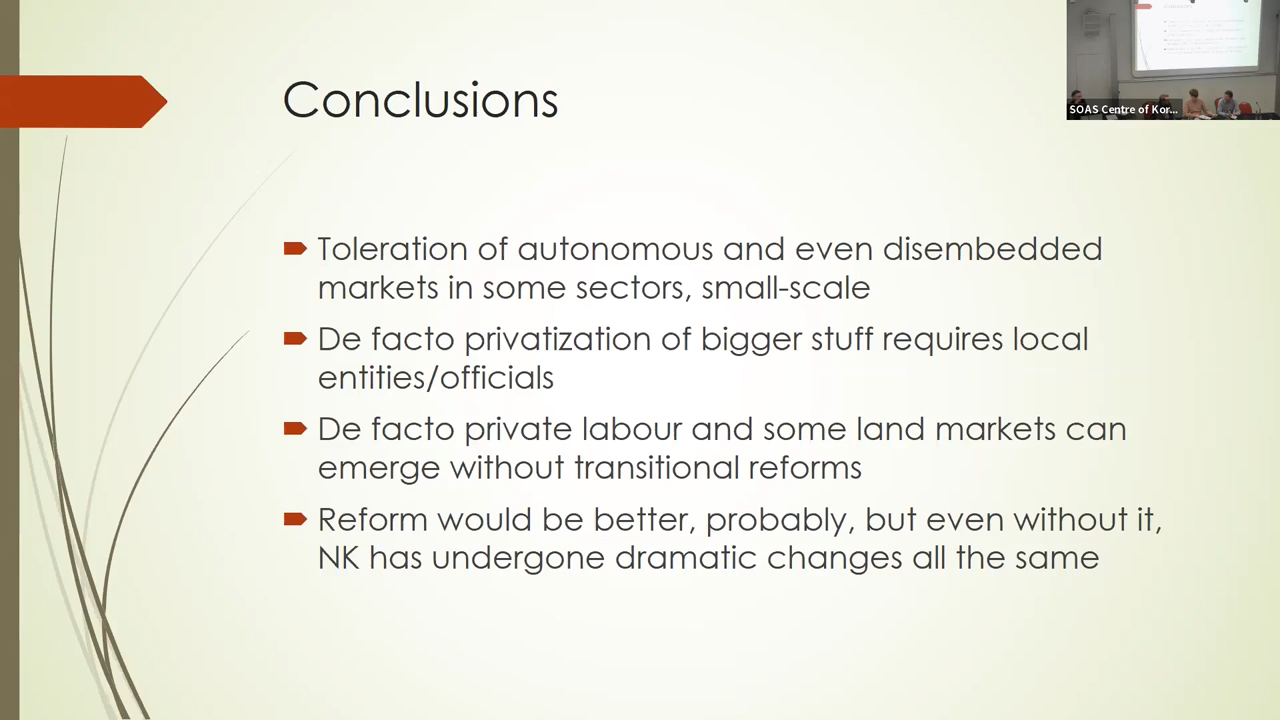 Conclusions
SOAS Centre of Kor...
Toleration of autonomous and even disembedded
markets in some sectors, small-scale
De facto privatization of bigger stuff requires local
entities/officials
De facto private labour and some land markets can
emerge without transitional reforms
Reform would be better, probably, but even without it,
NK has undergone dramatic changes all the same